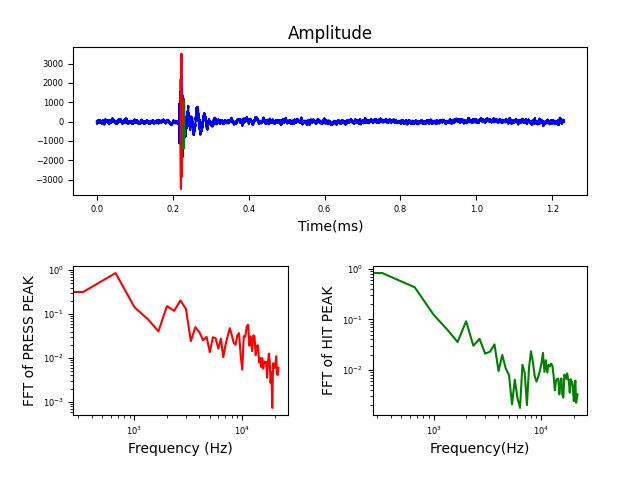 Amplitude
3000
2000
1000
0
−1000
−2000
−3000
0.0 0.2 0.4 0.6 0.8 1.0 1.2
Time(ms)
FFT of PRESS PEAK
10⁰
10⁻¹
10⁻²
10⁻³
10³ 10⁴
Frequency (Hz)
FFT of HIT PEAK
10⁰
10⁻¹
10⁻²
10³ 10⁴
Frequency(Hz)